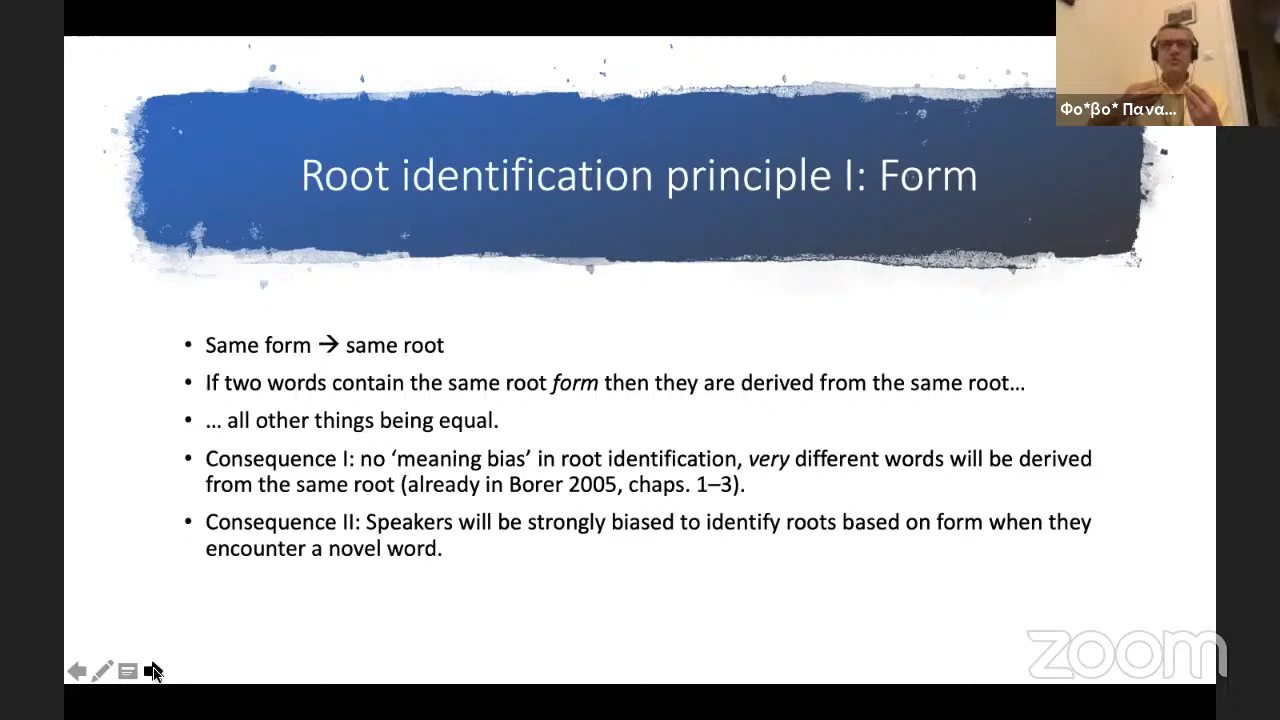 Φο*βο* Πανα...
Root identification principle I: Form
• Same form → same root
• If two words contain the same root form then they are derived from the same root…
• … all other things being equal.
• Consequence I: no ‘meaning bias’ in root identification, very different words will be derived
from the same root (already in Borer 2005, chaps. 1–3).
• Consequence II: Speakers will be strongly biased to identify roots based on form when they
encounter a novel word.
zoom